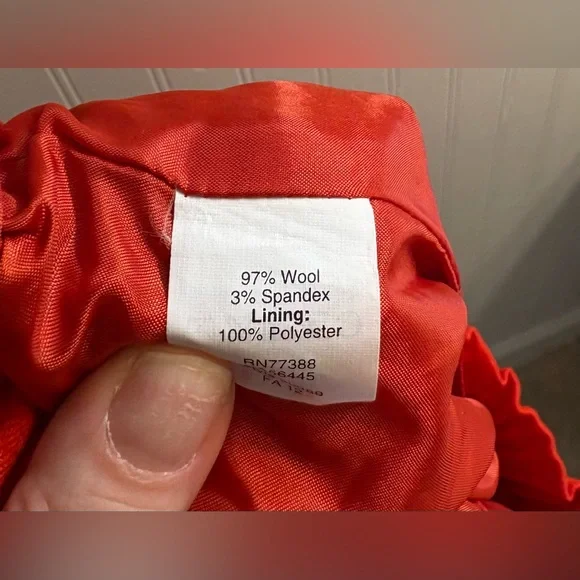 97% Wool
3% Spandex
Lining:
100% Polyester
RN77388